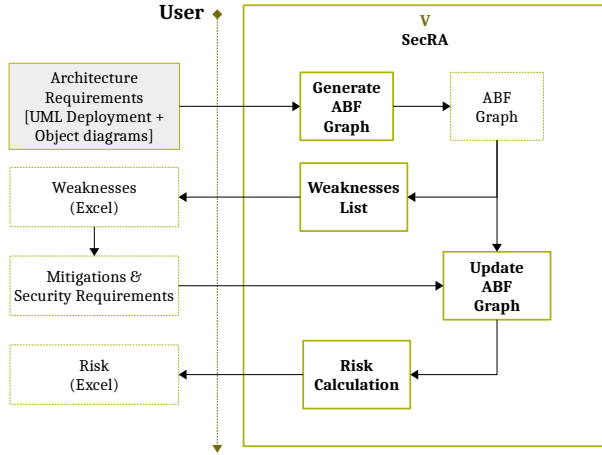 User
V
SecRA
Architecture
Requirements
[UML Deployment +
Object diagrams]
Generate
ABF
Graph
ABF
Graph
Weaknesses
(Excel)
Weaknesses
List
Mitigations &
Security Requirements
Update
ABF
Graph
Risk
(Excel)
Risk
Calculation